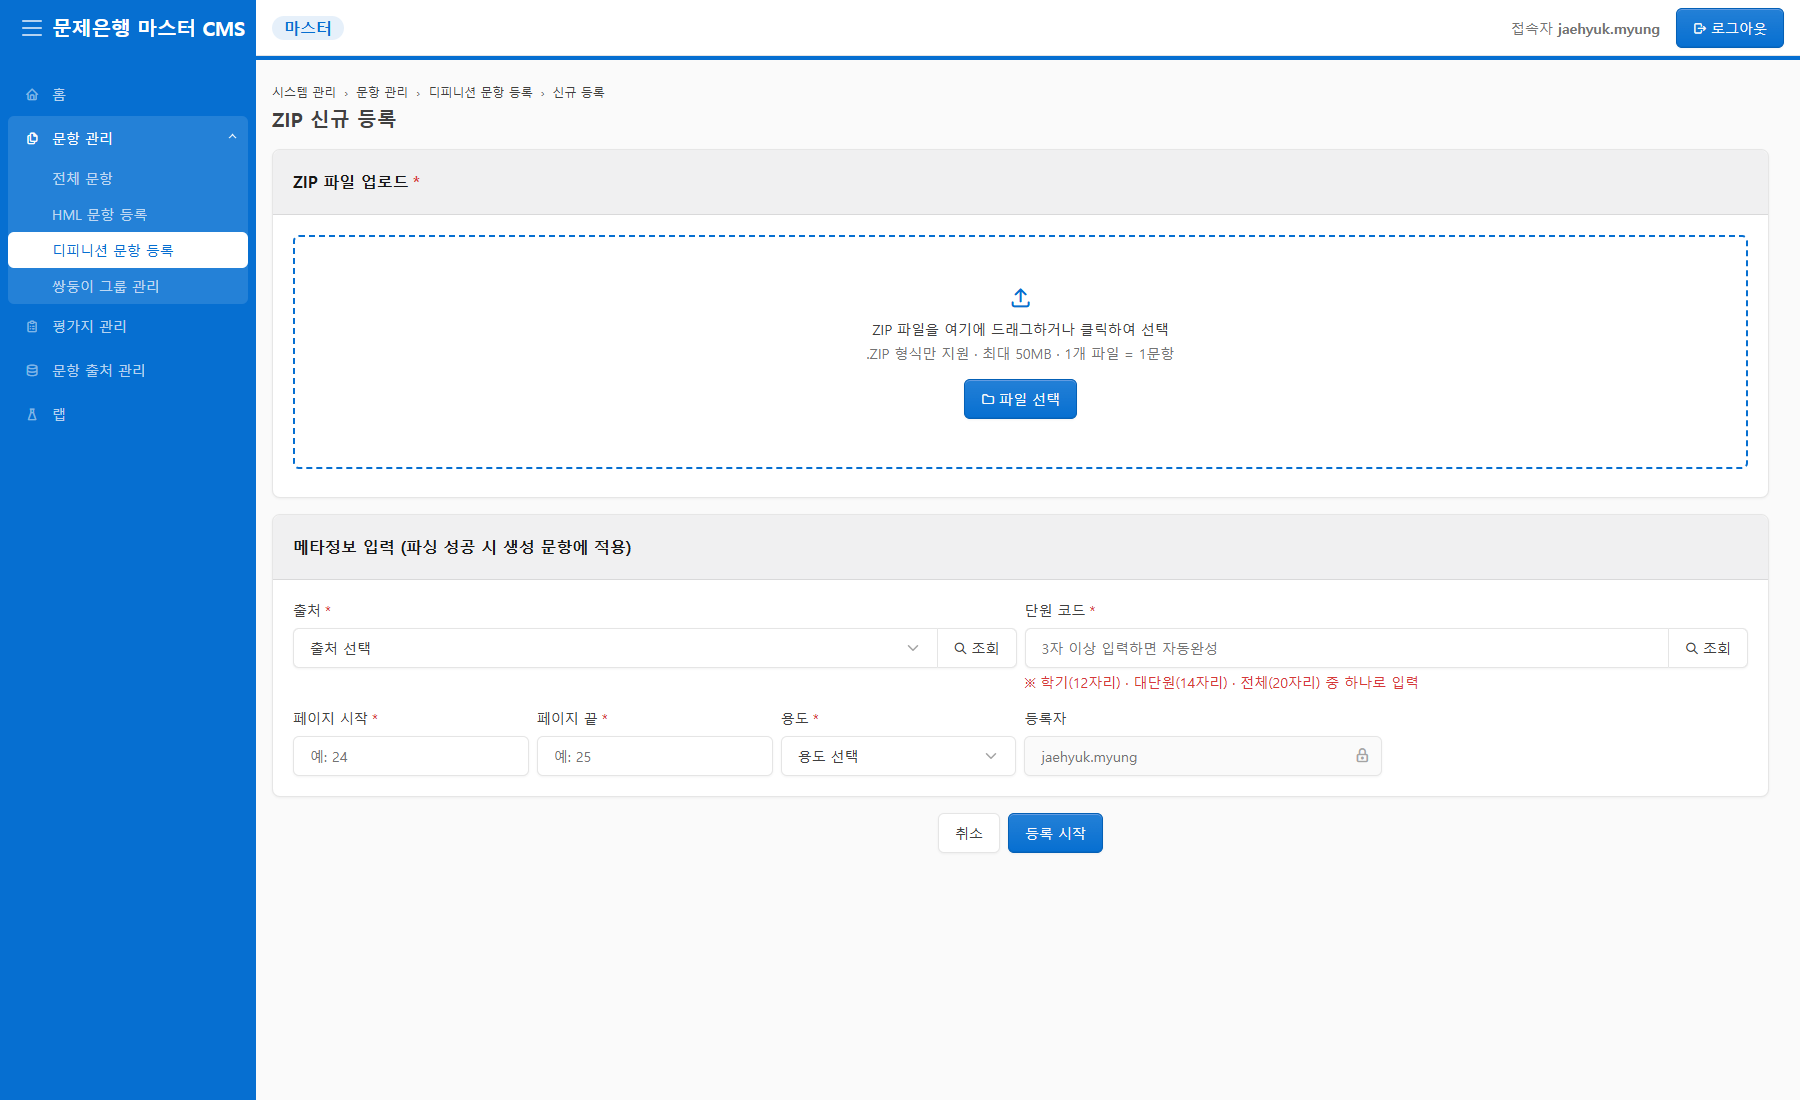 문제은행 마스터 CMS
마스터
접속자 jaehyuk.myung
로그아웃
홈
문항 관리
전체 문항
HML 문항 등록
디피니션 문항 등록
쌍둥이 그룹 관리
평가지 관리
문항 출처 관리
랩
시스템 관리 › 문항 관리 › 디피니션 문항 등록 › 신규 등록
ZIP 신규 등록
ZIP 파일 업로드 *
ZIP 파일을 여기에 드래그하거나 클릭하여 선택
.ZIP 형식만 지원 · 최대 50MB · 1개 파일 = 1문항
파일 선택
메타정보 입력 (파싱 성공 시 생성 문항에 적용)
출처 *
출처 선택
조회
단원 코드 *
3자 이상 입력하면 자동완성
조회
※ 학기(12자리) · 대단원(14자리) · 전체(20자리) 중 하나로 입력
페이지 시작 *
예: 24
페이지 끝 *
예: 25
용도 *
용도 선택
등록자
jaehyuk.myung
취소
등록 시작